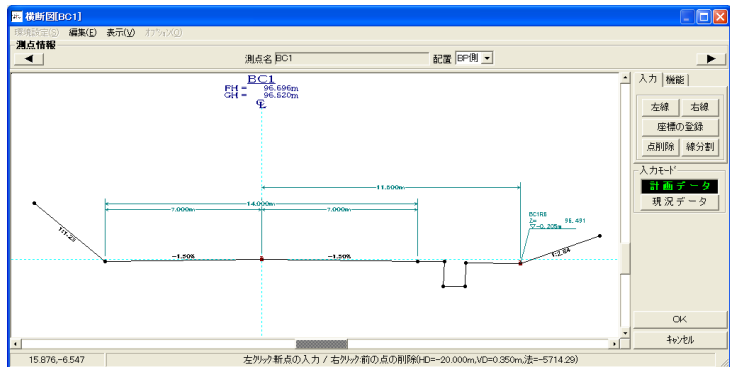 横断図[BC1]
環境設定(S) 編集(E) 表示(V) オプション(O)
測点情報
測点名 BC1 配置 BP側
BC1
FH = 96.696m
GH = 96.620m
CL
11.500m
14.000m
7.000m 7.000m
BC1R8
Z= 96.491
▽-0.205m
1:1.25
-1.50% -1.50%
1:2.84
入力 機能
左線 右線
座標の登録
点削除 線分割
入力モード
計画データ
現況データ
OK
キャンセル
15.876,-6.547 左クリック新点の入力 / 右クリック前の点の削除(HD=-20.000m,VD=0.350m,法=-5714.29)